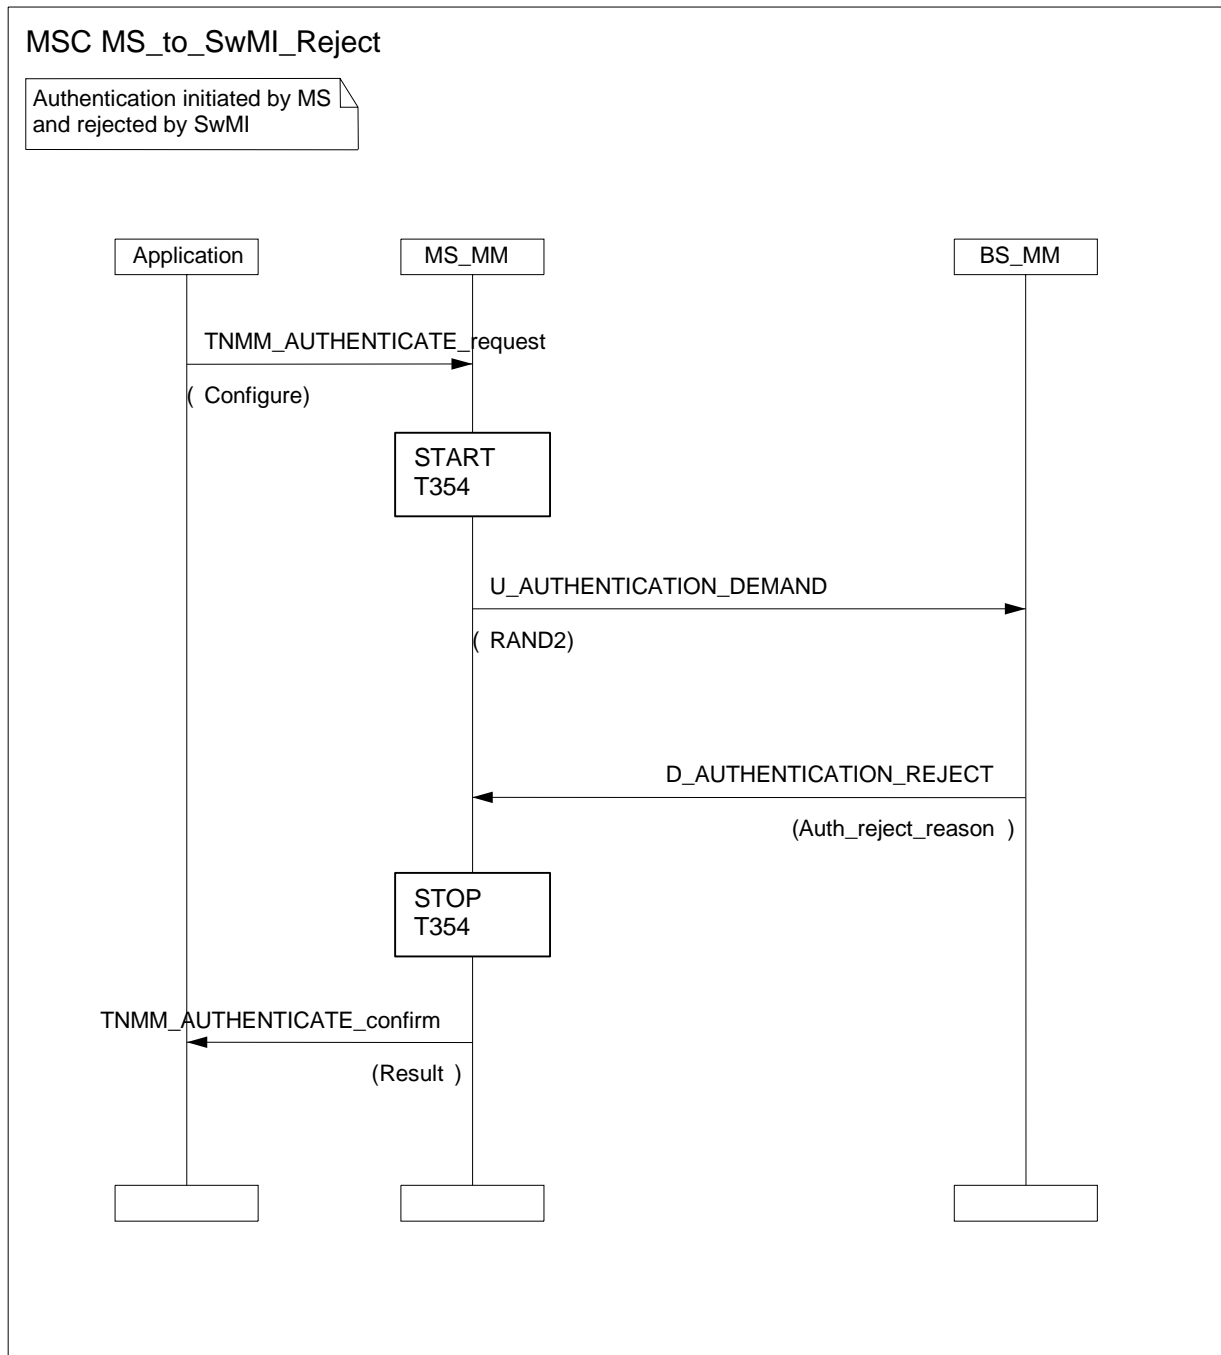 MSC MS_to_SwMI_Reject
Authentication initiated by MS
and rejected by SwMI
Application
MS_MM
BS_MM
TNMM_AUTHENTICATE_request
( Configure)
START
T354
U_AUTHENTICATION_DEMAND
( RAND2)
D_AUTHENTICATION_REJECT
(Auth_reject_reason )
STOP
T354
TNMM_AUTHENTICATE_confirm
(Result )